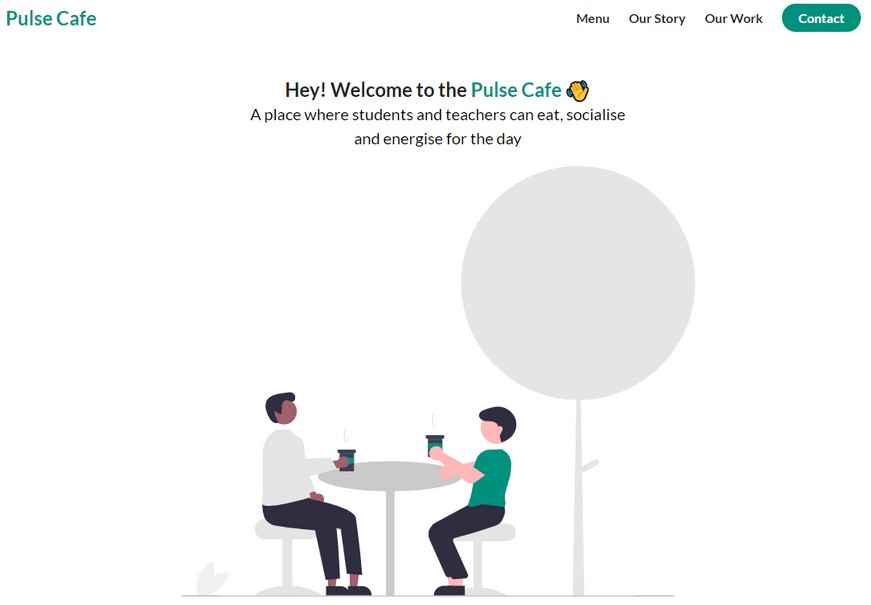 Pulse Cafe
Menu
Our Story
Our Work
Contact
Hey! Welcome to the Pulse Cafe 👋
A place where students and teachers can eat, socialise
and energise for the day